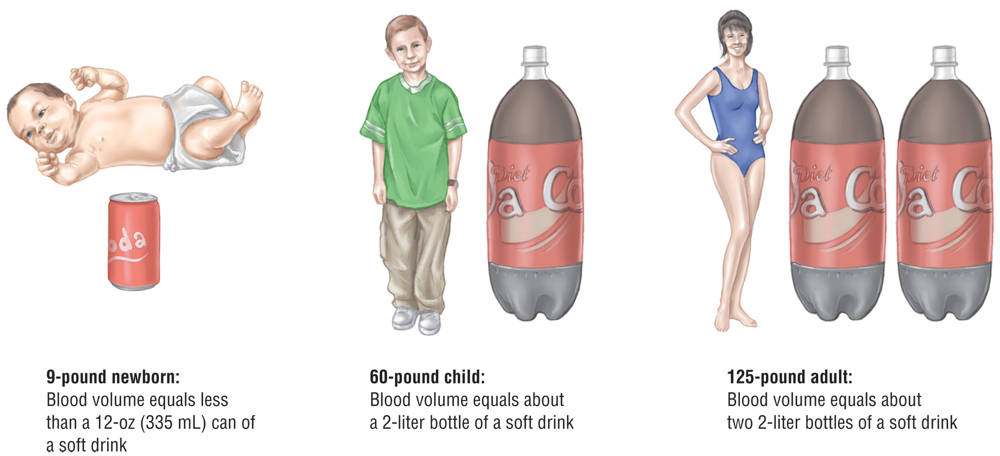 oda
Diet
a Co
Diet
a Co
Diet
a Co
9-pound newborn:
Blood volume equals less
than a 12-oz (335 mL) can of
a soft drink
60-pound child:
Blood volume equals about
a 2-liter bottle of a soft drink
125-pound adult:
Blood volume equals about
two 2-liter bottles of a soft drink